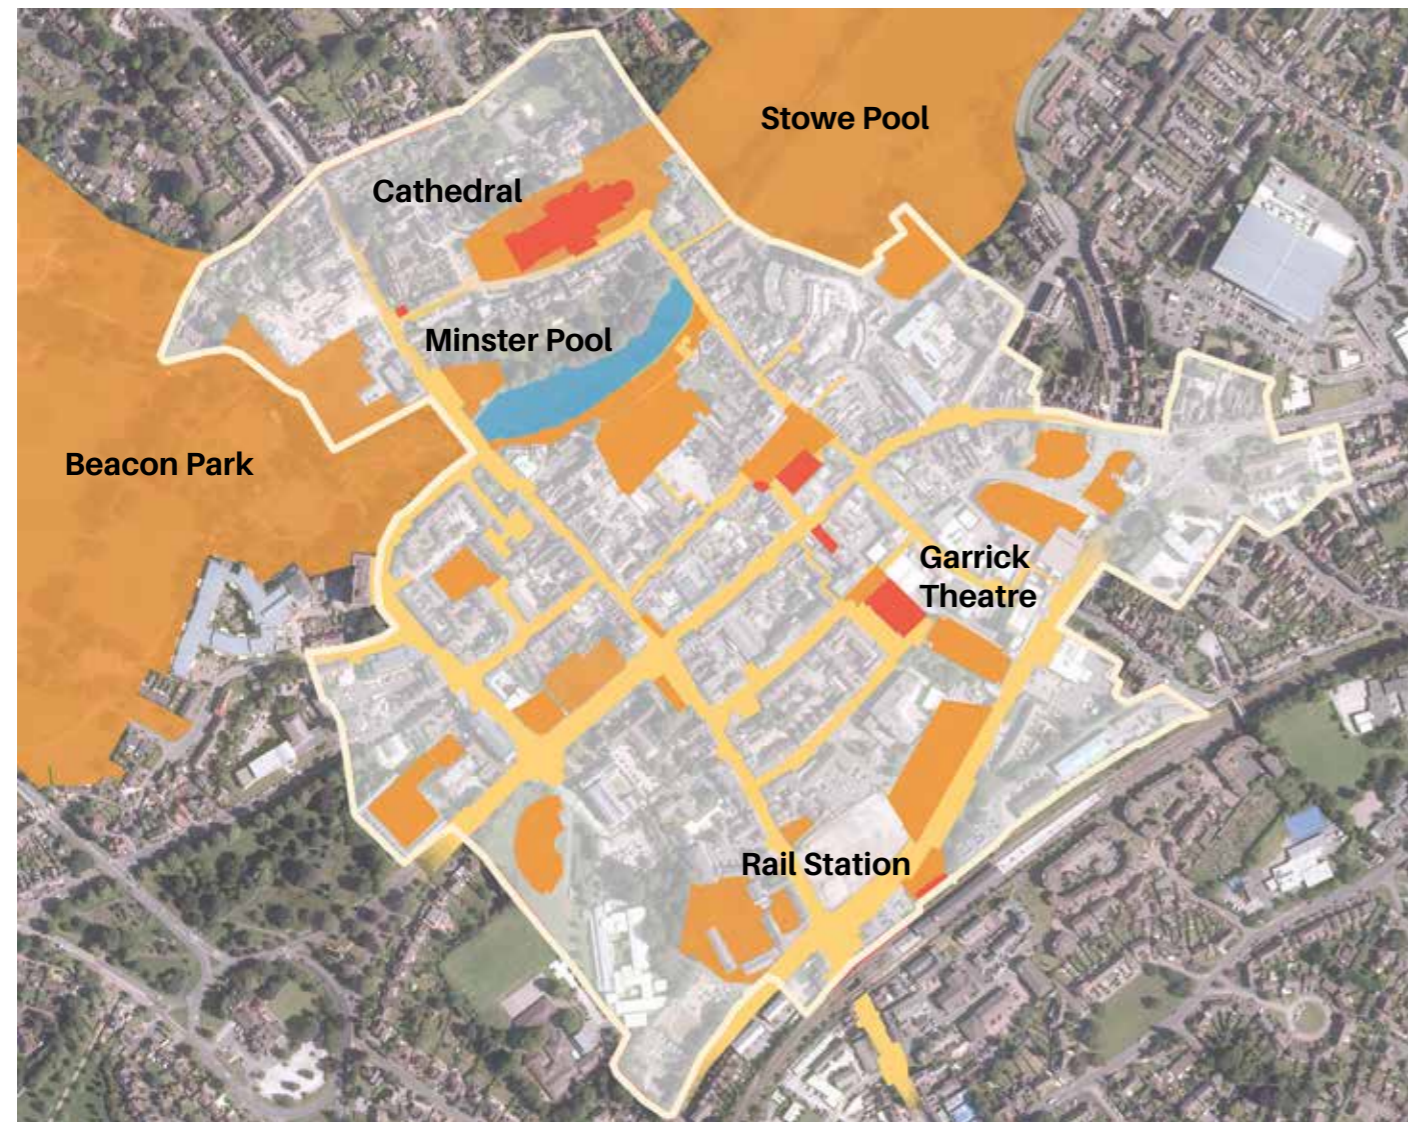 Stowe Pool
Cathedral
Minster Pool
Beacon Park
Garrick
Theatre
Rail Station